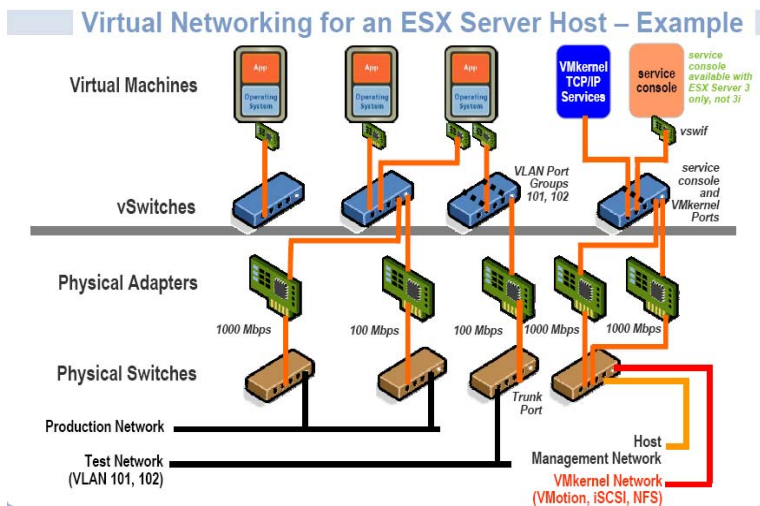 Virtual Networking for an ESX Server Host – Example
Virtual Machines
App
Operating
System
App
Operating
System
App
Operating
System
VMkernel
TCP/IP
Services
service
console
service
console
available with
ESX Server 3
only, not 3i
vswif
vSwitches
VLAN Port
Groups
101, 102
service
console
and
VMkernel
Ports
Physical Adapters
1000 Mbps
100 Mbps
100 Mbps
1000 Mbps
1000 Mbps
Physical Switches
Trunk
Port
Production Network
Test Network
(VLAN 101, 102)
Host
Management Network
VMkernel Network
(VMotion, iSCSI, NFS)